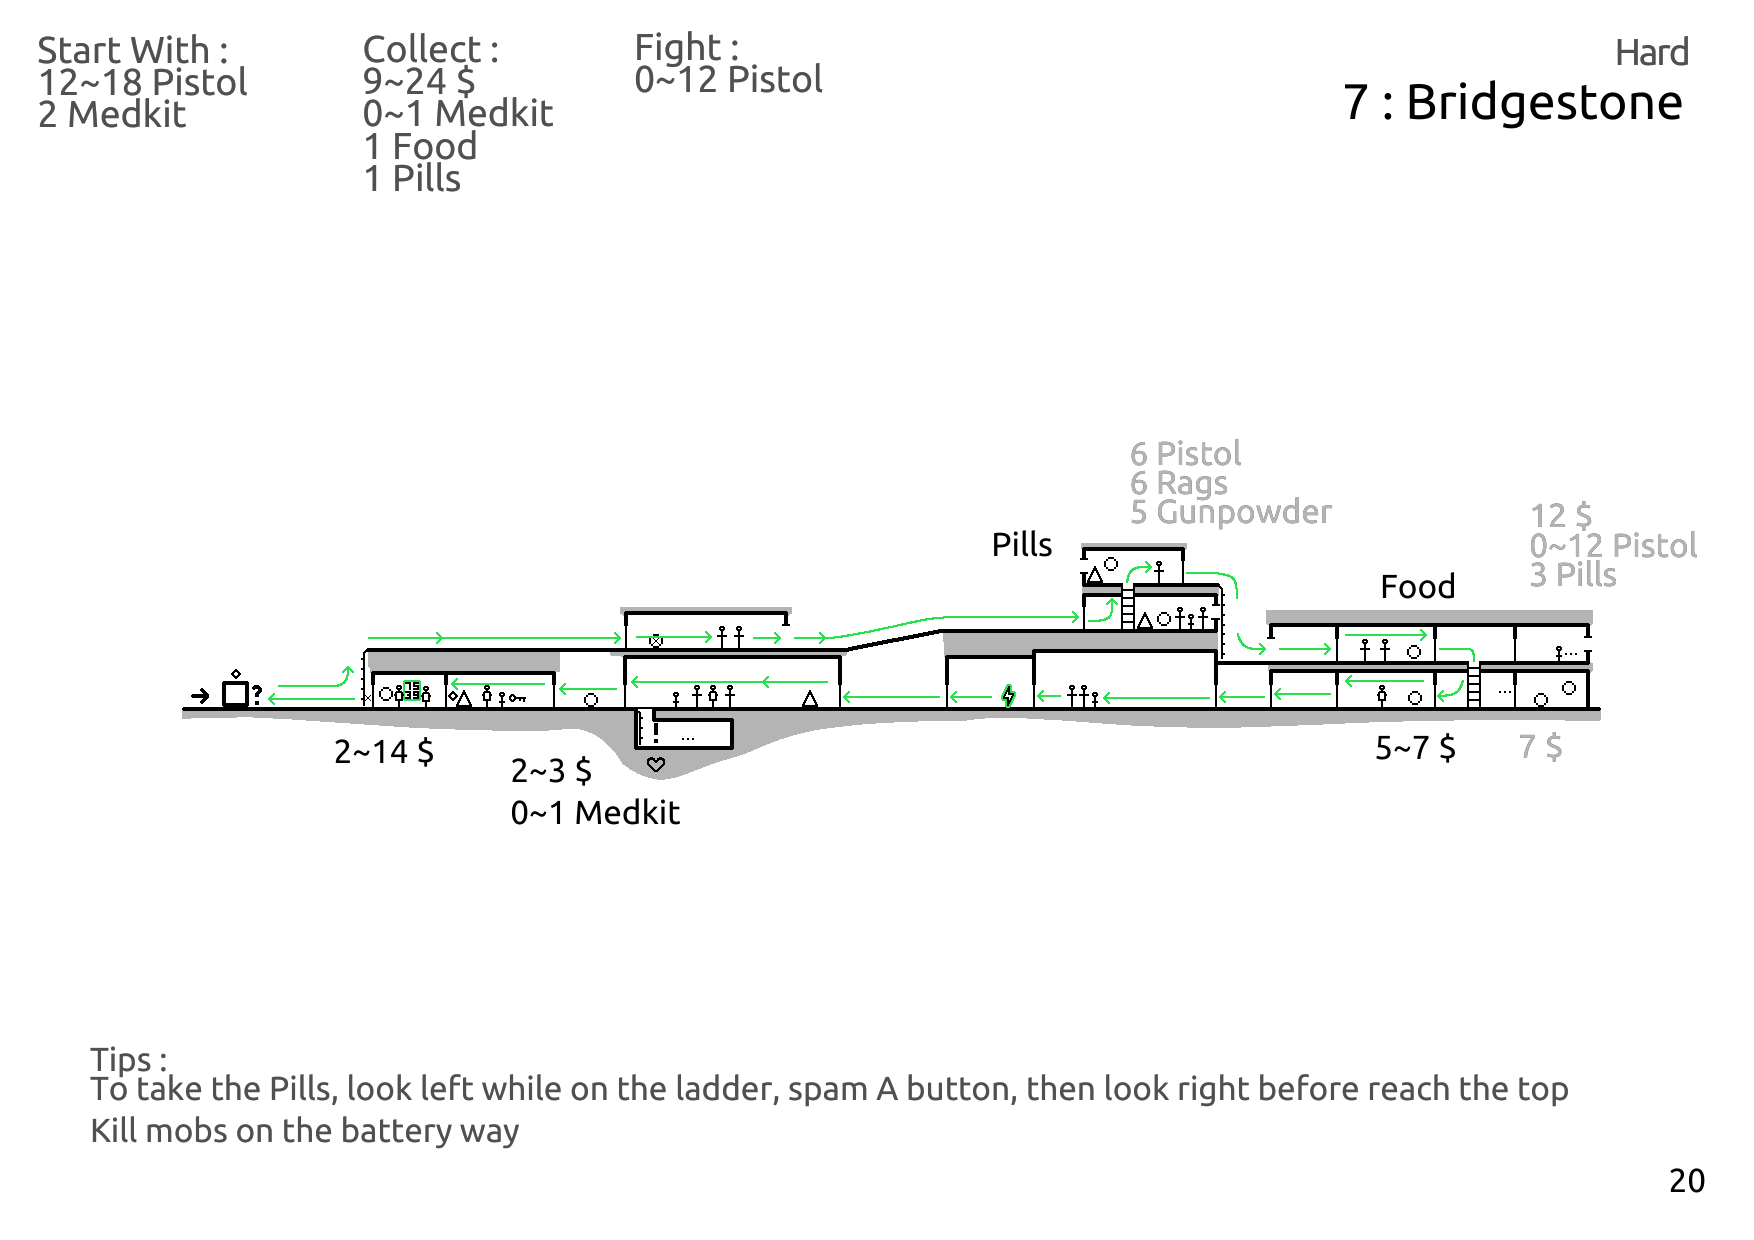 Start With :
12~18 Pistol
2 Medkit
Collect :
9~24 $
0~1 Medkit
1 Food
1 Pills
Fight :
0~12 Pistol
Hard
7 : Bridgestone
6 Pistol
6 Rags
5 Gunpowder
12 $
0~12 Pistol
3 Pills
Pills
Food
?
...
...
!
...
2~14 $
2~3 $
0~1 Medkit
5~7 $
7 $
Tips :
To take the Pills, look left while on the ladder, spam A button, then look right before reach the top
Kill mobs on the battery way
20